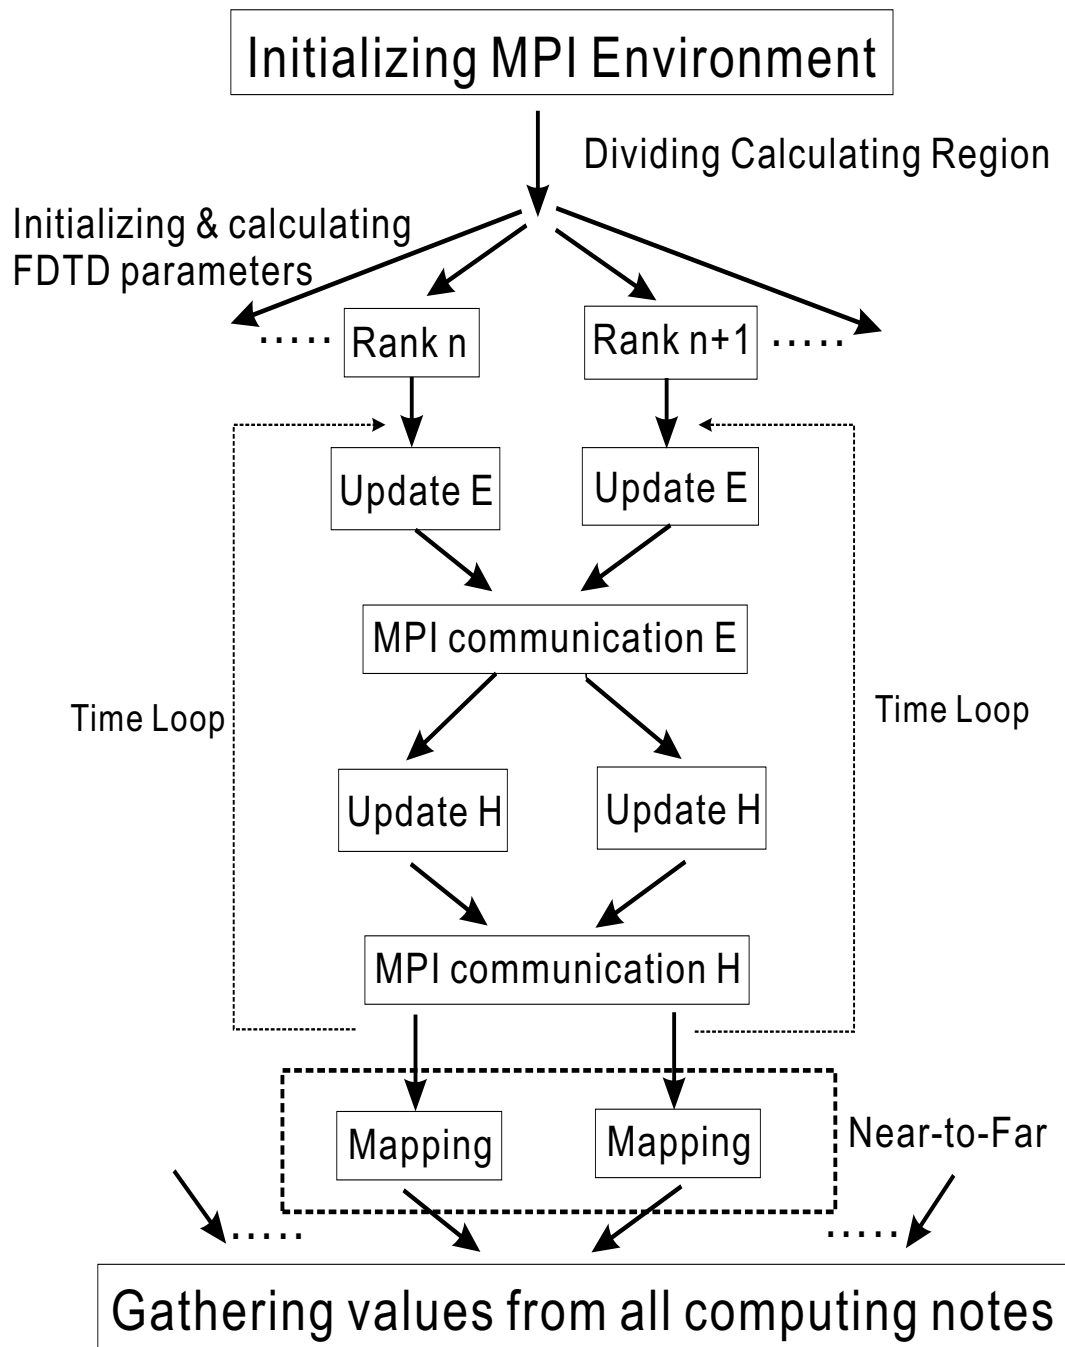 Initializing MPI Environment
Dividing Calculating Region
Initializing & calculating
FDTD parameters
..... Rank n Rank n+1 .....
Update E Update E
MPI communication E
Time Loop Time Loop
Update H Update H
MPI communication H
Mapping Mapping Near-to-Far
..... .....
Gathering values from all computing notes